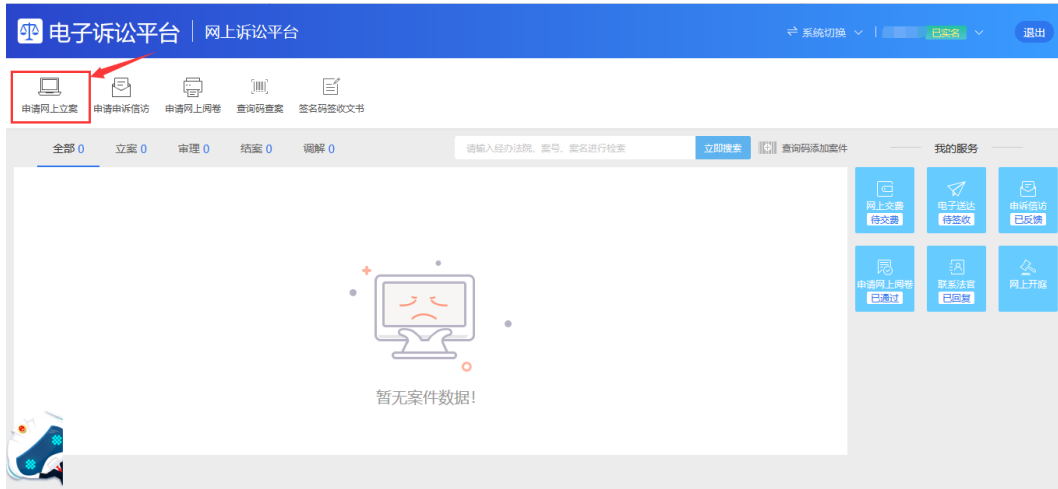 电子诉讼平台 网上诉讼平台 系统切换 已实名 退出
申请网上立案 申请申诉信访 申请网上阅卷 查询码查案 签名码签收文书
全部 0 立案 0 审理 0 结案 0 调解 0 请输入经办法院、案号、案名进行检索 立即搜索 查询码添加案件 我的服务
网上交费 电子送达 申诉信访
待交费 待签收 已反馈
申请网上阅卷 联系法官 网上开庭
已通过 已回复
暂无案件数据!